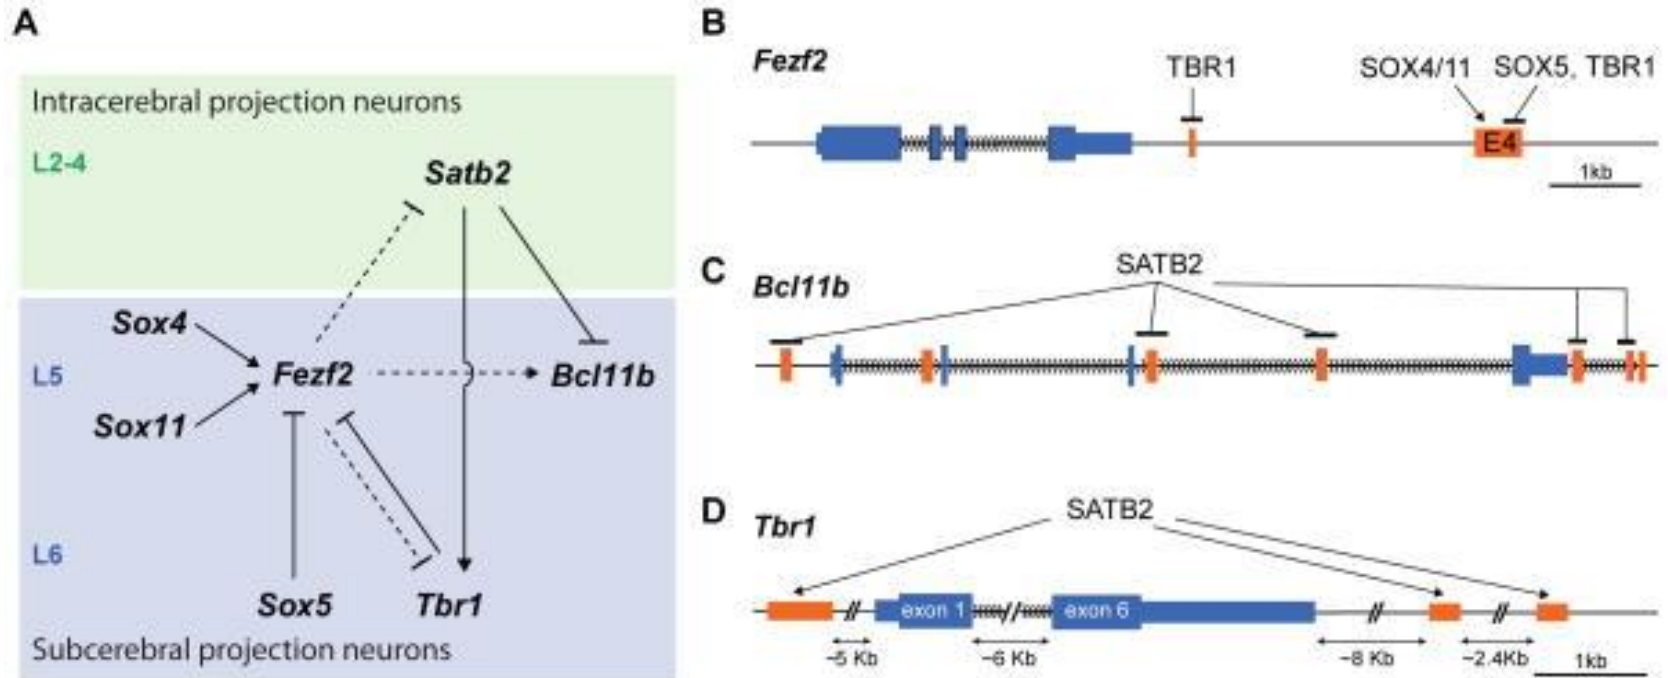 A
Intracerebral projection neurons
L2-4
Satb2
Sox4
L5
Fezf2
Bcl11b
Sox11
L6
Sox5
Tbr1
Subcerebral projection neurons
B
Fezf2
TBR1
SOX4/11
SOX5, TBR1
E4
1kb
C
SATB2
Bcl11b
D
SATB2
Tbr1
exon 1
exon 6
~5 Kb
~6 Kb
~8 Kb
~2.4Kb
1kb